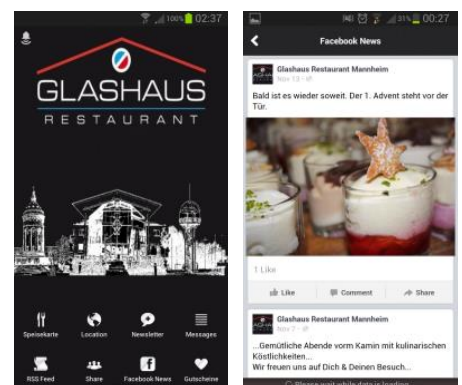 100% 02:37
GLASHAUS
RESTAURANT
Speisekarte Location Newsletter Messages
RSS Feed Share Facebook News Gutscheine
31% 00:27
Facebook News
Glashaus Restaurant Mannheim
Nov 13
Bald ist es wieder soweit. Der 1. Advent steht vor der
Tür.
1 Like
Like Comment Share
Glashaus Restaurant Mannheim
Nov 7
...Gemütliche Abende vorm Kamin mit kulinarischen
Köstlichkeiten...
Wir freuen uns auf Dich & Deinen Besuch...
Please wait while data is loading